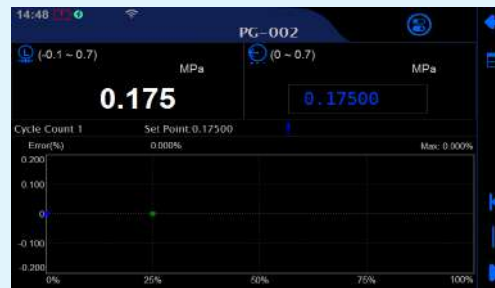 14:48
PG-002
(-0.1 ~ 0.7)
MPa
0.175
(0 ~ 0.7)
MPa
0.17500
Cycle Count 1
Set Point:0.17500
Error(%)
0.000%
Max: 0.000%
0.200
0.100
0
-0.100
-0.200
0%
25%
50%
75%
100%